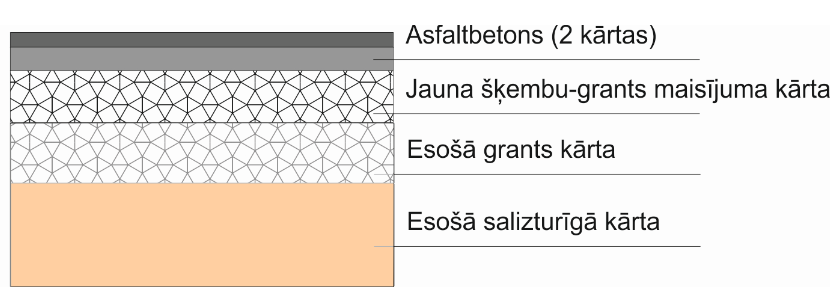 Asfaltbetons (2 kārtas)
Jauna šķembu-grants maisījuma kārta
Esošā grants kārta
Esošā salizturīgā kārta